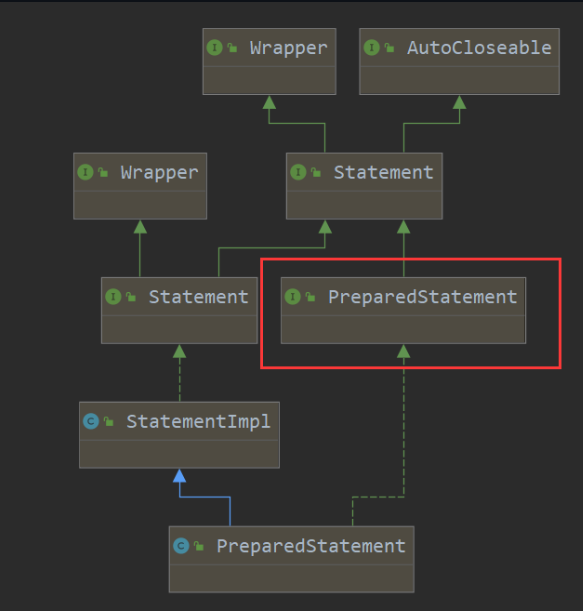 I Wrapper
I AutoCloseable
I Wrapper
I Statement
I Statement
I PreparedStatement
C StatementImpl
C PreparedStatement